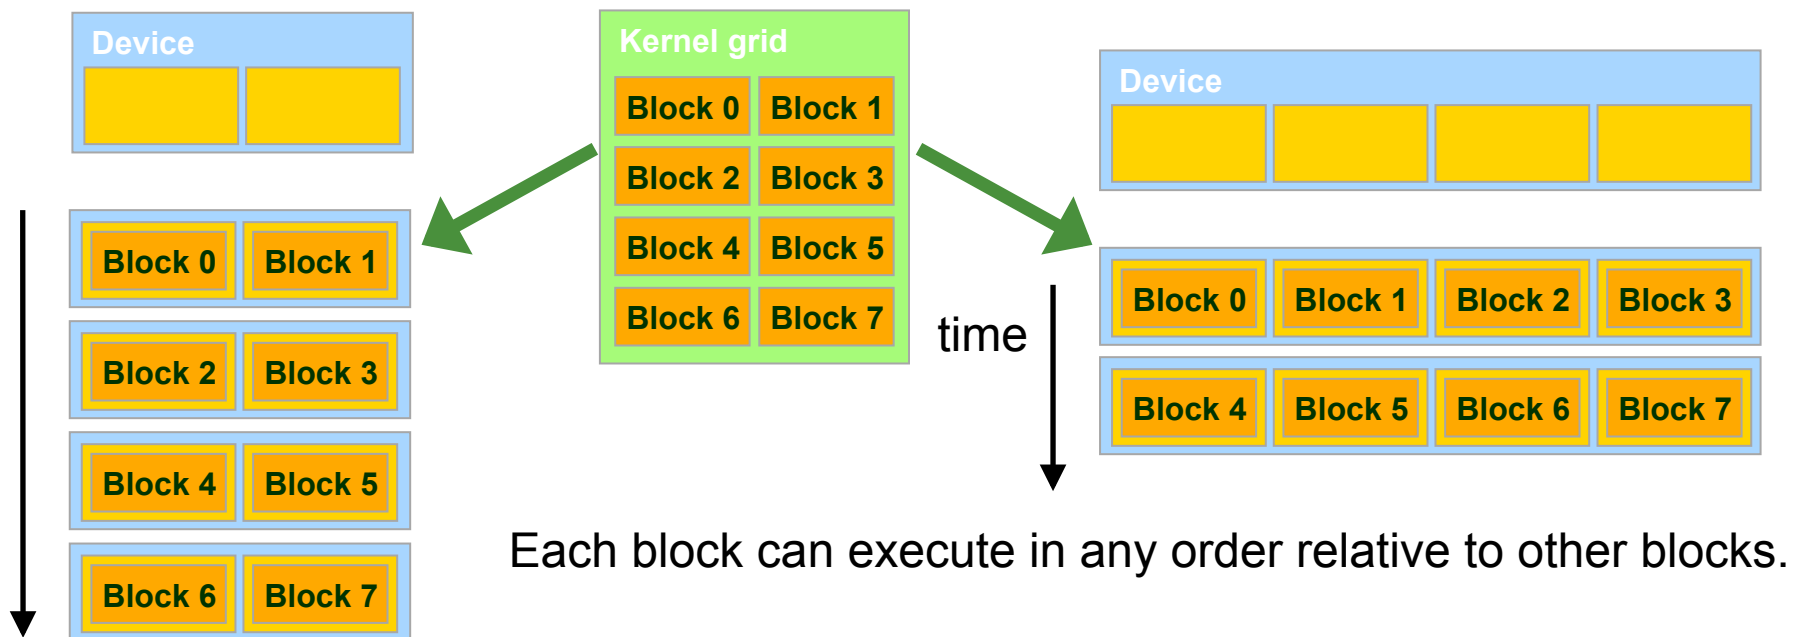 Device
Block 0 Block 1
Block 2 Block 3
Block 4 Block 5
Block 6 Block 7
Kernel grid
Block 0 Block 1
Block 2 Block 3
Block 4 Block 5
Block 6 Block 7
time
Device
Block 0 Block 1 Block 2 Block 3
Block 4 Block 5 Block 6 Block 7
Each block can execute in any order relative to other blocks.